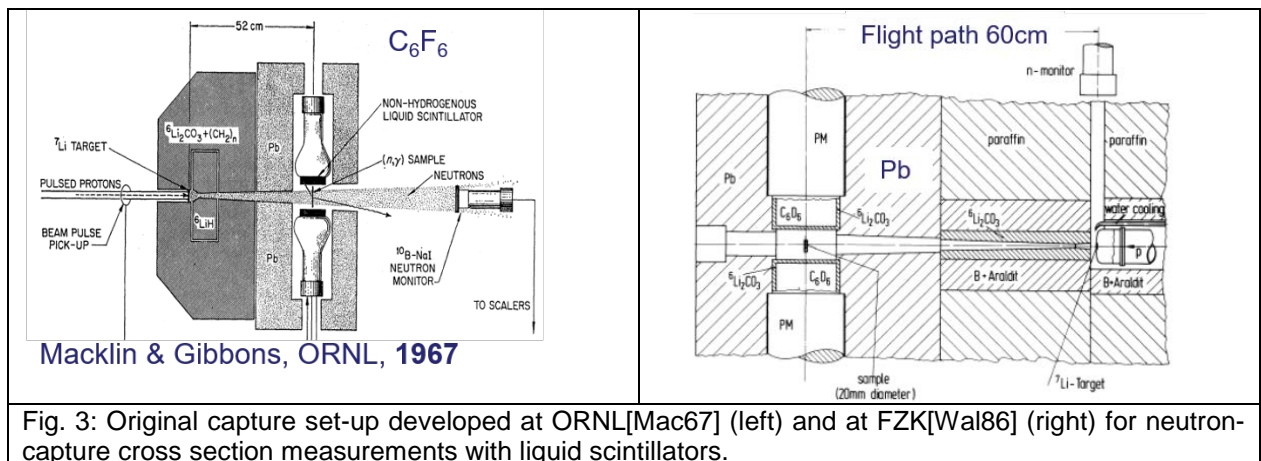 52 cm
C₆F₆
NON-HYDROGENOUS
LIQUID SCINTILLATOR
⁶Li₂CO₃+(CH₂)ₙ
⁷Li TARGET
Pb
(n,γ) SAMPLE
NEUTRONS
PULSED PROTONS
⁶LiH
BEAM PULSE
PICK-UP
Pb
¹⁰B-NaI
NEUTRON
MONITOR
TO SCALERS
Macklin & Gibbons, ORNL, 1967
Flight path 60cm
n-monitor
PM
Pb
paraffin
paraffin
Pb
C₆D₆
⁶Li₂CO₃
⁶Li₂CO₃
water cooling
p
⁶Li₂CO₃
C₆D₆
B+Araldit
B+Araldit
PM
sample
(20mm diameter)
⁷Li-Target
Fig. 3: Original capture set-up developed at ORNL[Mac67] (left) and at FZK[Wal86] (right) for neutron-
capture cross section measurements with liquid scintillators.